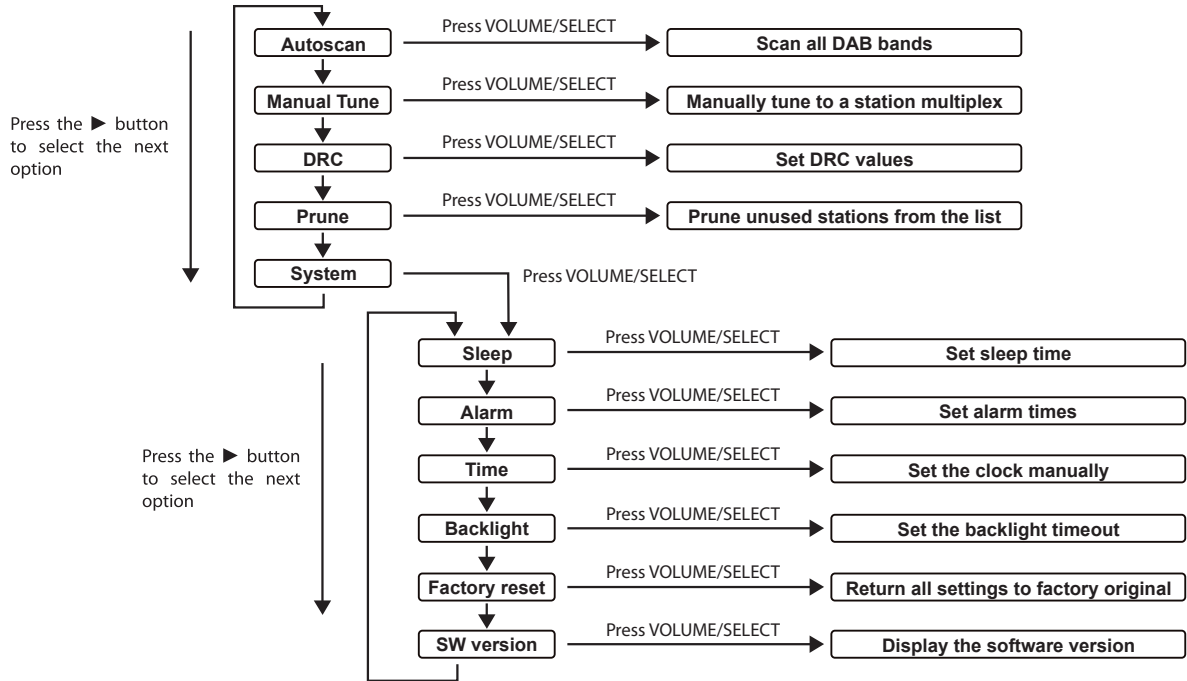 Press VOLUME/SELECT
Autoscan
Scan all DAB bands
Press VOLUME/SELECT
Manual Tune
Manually tune to a station multiplex
Press the ▶ button
to select the next
option
Press VOLUME/SELECT
DRC
Set DRC values
Press VOLUME/SELECT
Prune
Prune unused stations from the list
System
Press VOLUME/SELECT
Press VOLUME/SELECT
Sleep
Set sleep time
Press VOLUME/SELECT
Alarm
Set alarm times
Press the ▶ button
to select the next
option
Press VOLUME/SELECT
Time
Set the clock manually
Press VOLUME/SELECT
Backlight
Set the backlight timeout
Press VOLUME/SELECT
Factory reset
Return all settings to factory original
Press VOLUME/SELECT
SW version
Display the software version